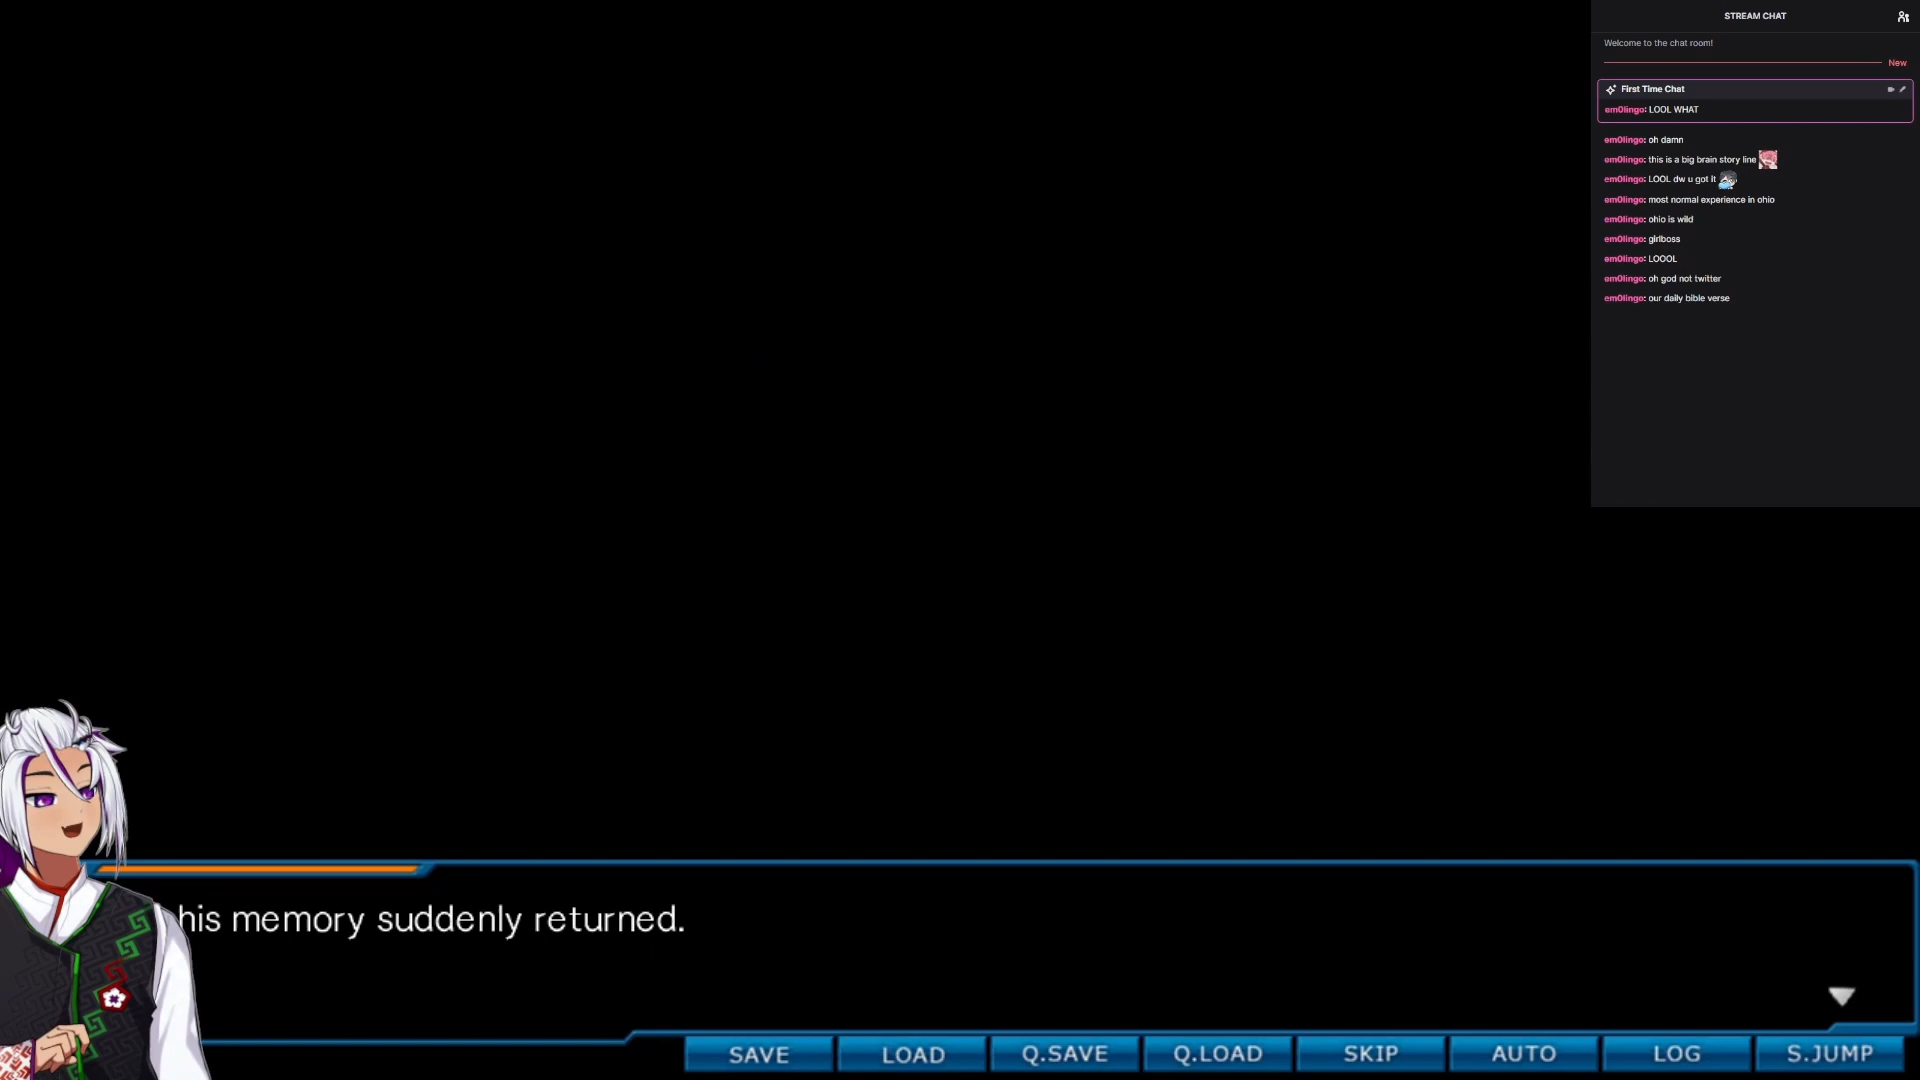 STREAM CHAT
Welcome to the chat room!
New
First Time Chat
em0lingo: LOOL WHAT
em0lingo: oh damn
em0lingo: this is a big brain story line
em0lingo: LOOL dw u got it
em0lingo: most normal experience in ohio
em0lingo: ohio is wild
em0lingo: girlboss
em0lingo: LOOOL
em0lingo: oh god not twitter
em0lingo: our daily bible verse
his memory suddenly returned.
SAVE
LOAD
Q.SAVE
Q.LOAD
SKIP
AUTO
LOG
S.JUMP